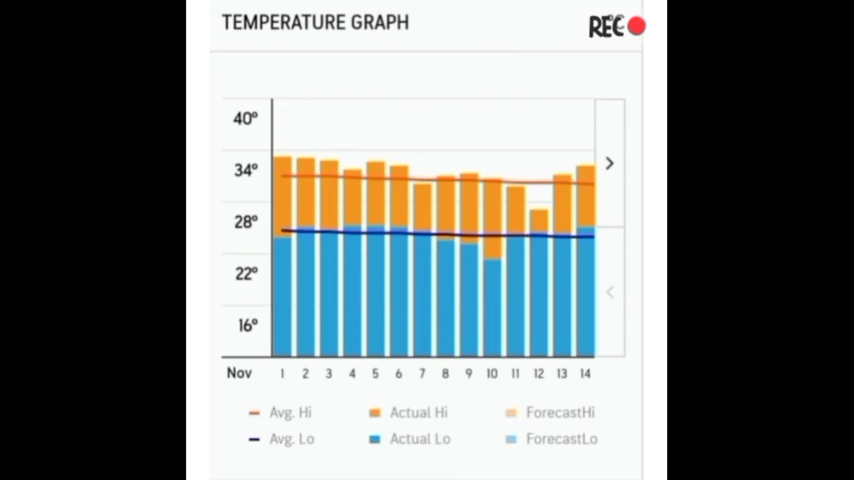 TEMPERATURE GRAPH
REC
40°
34°
28°
22°
16°
Nov 1 2 3 4 5 6 7 8 9 10 11 12 13 14
Avg. Hi Actual Hi ForecastHi
Avg. Lo Actual Lo ForecastLo